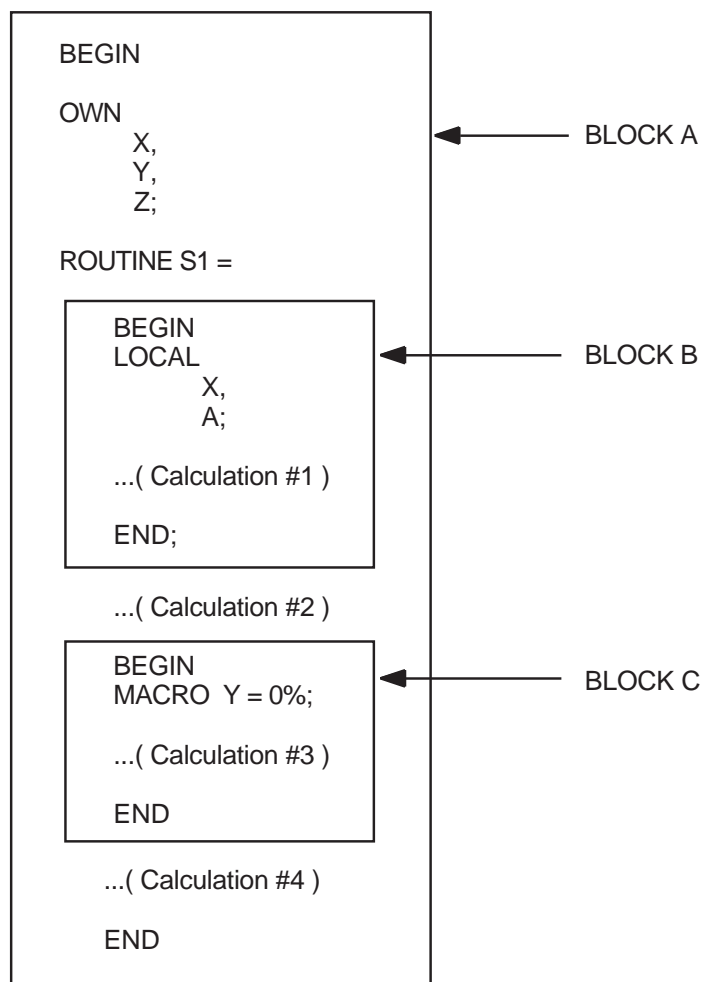 BEGIN
OWN
BLOCK A
X,
Y,
Z;
ROUTINE S1 =
BEGIN
LOCAL
BLOCK B
X,
A;
...( Calculation #1 )
END;
...( Calculation #2 )
BEGIN
MACRO Y = 0%;
BLOCK C
...( Calculation #3 )
END
...( Calculation #4 )
END